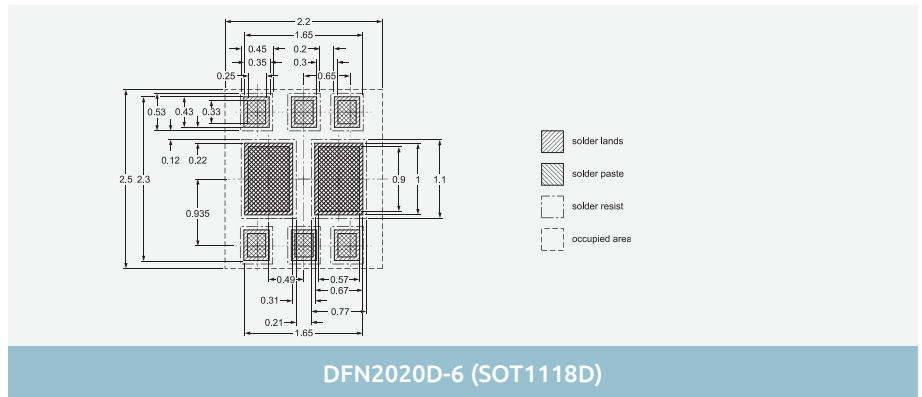 2.2
1.65
0.45 0.2
0.35 0.3
0.25 0.65
0.53 0.43 0.33
solder lands
0.12 0.22
solder paste
2.5 2.3 0.9 1 1.1
solder resist
0.935
occupied area
0.49 0.57
0.67
0.31
0.77
0.21
1.65
DFN2020D-6 (SOT1118D)